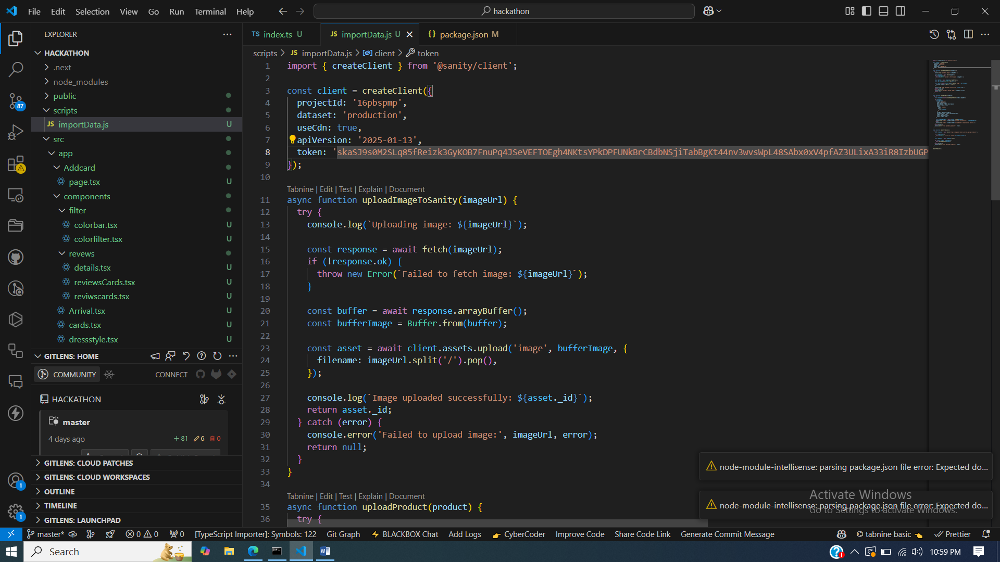 File Edit Selection View Go Run Terminal Help
hackathon
EXPLORER
HACKATHON
.next
node_modules
public
scripts
JS importData.js U
src
app
Addcard
page.tsx U
components
filter
colorbar.tsx U
colorfilter.tsx U
revews
details.tsx U
reviewsCards.tsx U
reviwscards.tsx U
Arrival.tsx U
cards.tsx U
dressstyle.tsx U
87
1
1
GITLENS: HOME
COMMUNITY CONNECT
HACKATHON
master
4 days ago +81 6 0
GITLENS: CLOUD PATCHES
GITLENS: CLOUD WORKSPACES
OUTLINE
TIMELINE
GITLENS: LAUNCHPAD
TS index.ts U JS importData.js U {} package.json M
scripts > JS importData.js > client > token
1 import { createClient } from '@sanity/client';
2
3 const client = createClient({
4 projectId: '16pbspmp',
5 dataset: 'production',
6 useCdn: true,
7 apiVersion: '2025-01-13',
8 token: '
9 });
10
Tabnine | Edit | Test | Explain | Document
11 async function uploadImageToSanity(imageUrl) {
12 try {
13 console.log(`Uploading image: ${imageUrl}`);
14
15 const response = await fetch(imageUrl);
16 if (!response.ok) {
17 throw new Error(`Failed to fetch image: ${imageUrl}`);
18 }
19
20 const buffer = await response.arrayBuffer();
21 const bufferImage = Buffer.from(buffer);
22
23 const asset = await client.assets.upload('image', bufferImage, {
24 filename: imageUrl.split('/').pop(),
25 });
26
27 console.log(`Image uploaded successfully: ${asset._id}`);
28 return asset._id;
29 } catch (error) {
30 console.error('Failed to upload image:', imageUrl, error);
31 return null;
32 }
33 }
34
Tabnine | Edit | Test | Explain | Document
35 async function uploadProduct(product) {
36 try {
node-module-intellisense: parsing package.json file error: Expected do...
node-module-intellisense: parsing package.json file error: Expected do...
Activate Windows
Go to Settings to activate Windows.
master* 0 0 0 [TypeScript Importer]: Symbols: 122 Git Graph BLACKBOX Chat Add Logs CyberCoder Improve Code Share Code Link Generate Commit Message tabnine basic Prettier
Search
10:59 PM